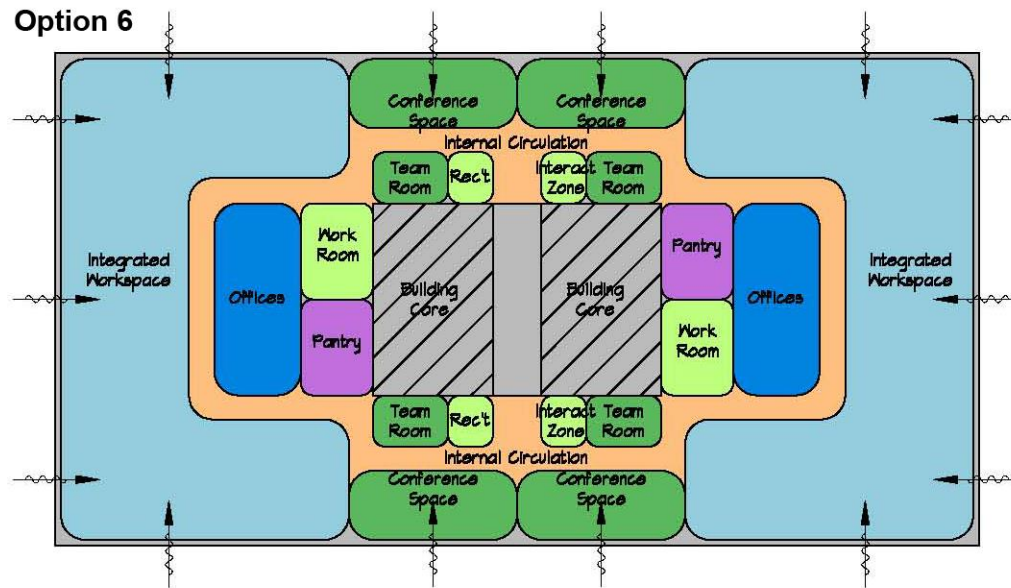 Option 6
Conference
Space
Conference
Space
Internal Circulation
Team
Room
Rec't
Interact
Zone
Team
Room
Integrated
Workspace
Offices
Work
Room
Pantry
Building
Core
Building
Core
Pantry
Work
Room
Offices
Integrated
Workspace
Team
Room
Rec't
Interact
Zone
Team
Room
Internal Circulation
Conference
Space
Conference
Space